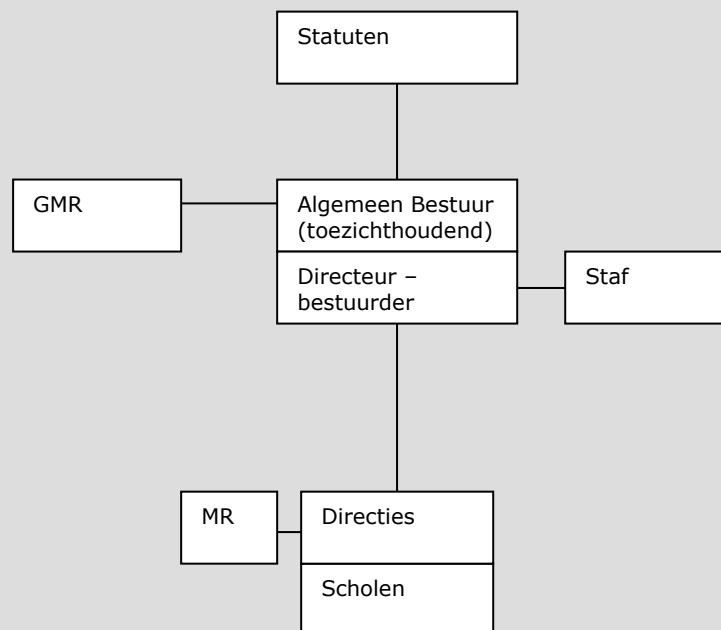 Statuten
GMR
Algemeen Bestuur
(toezichthoudend)
Directeur –
bestuurder
Staf
MR
Directies
Scholen